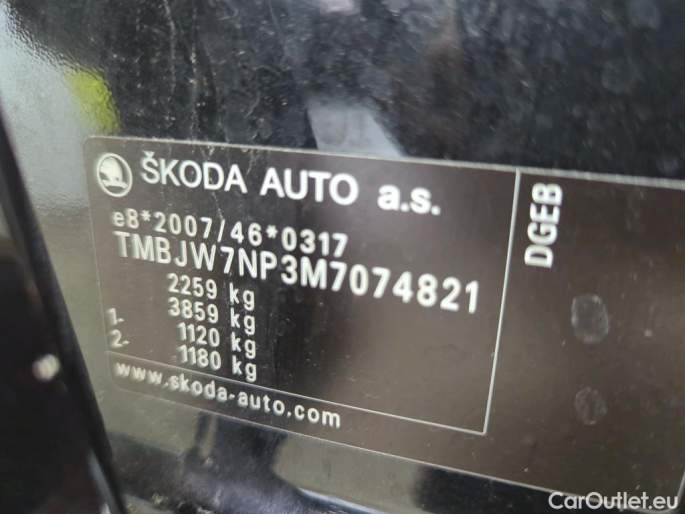 ŠKODA AUTO a.s.
e8*2007/46*0317
TMBJW7NP3M7074821
2259 kg
3859 kg
1- 1120 kg
2- 1180 kg
www.skoda-auto.com
DGEB
CarOutlet.eu